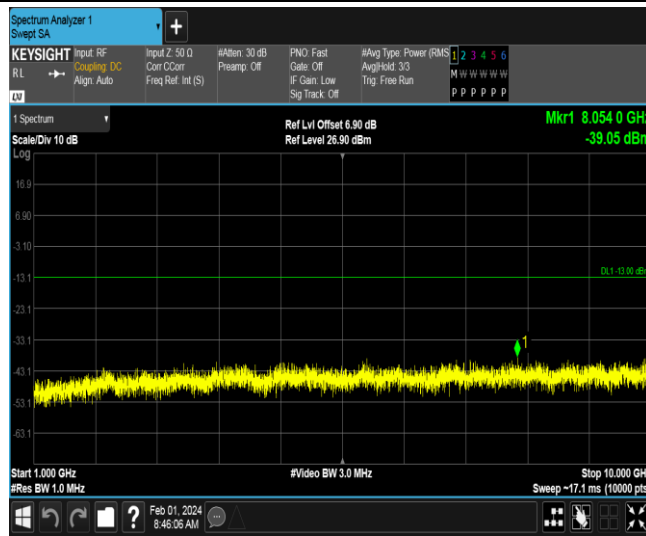 Spectrum Analyzer 1
Swept SA
KEYSIGHT
RL
LXI
Input: RF
Coupling: DC
Align: Auto
Input Z: 50 Ω
Corr CCorr
Freq Ref: Int (S)
#Atten: 30 dB
Preamp: Off
PNO: Fast
Gate: Off
IF Gain: Low
Sig Track: Off
#Avg Type: Power (RMS
Avg|Hold: 3/3
Trig: Free Run
1 2 3 4 5 6
M W W W W W
P P P P P P
1 Spectrum
Scale/Div 10 dB
Log
Ref Lvl Offset 6.90 dB
Ref Level 26.90 dBm
Mkr1 8.054 0 GHz
-39.05 dBm
16.9
6.90
-3.10
-13.1
DL1 -13.00 dBm
-23.1
-33.1
1
-43.1
-53.1
-63.1
Start 1.000 GHz
#Res BW 1.0 MHz
#Video BW 3.0 MHz
Stop 10.000 GH
Sweep ~17.1 ms (10000 pts
?
Feb 01, 2024
8:46:06 AM